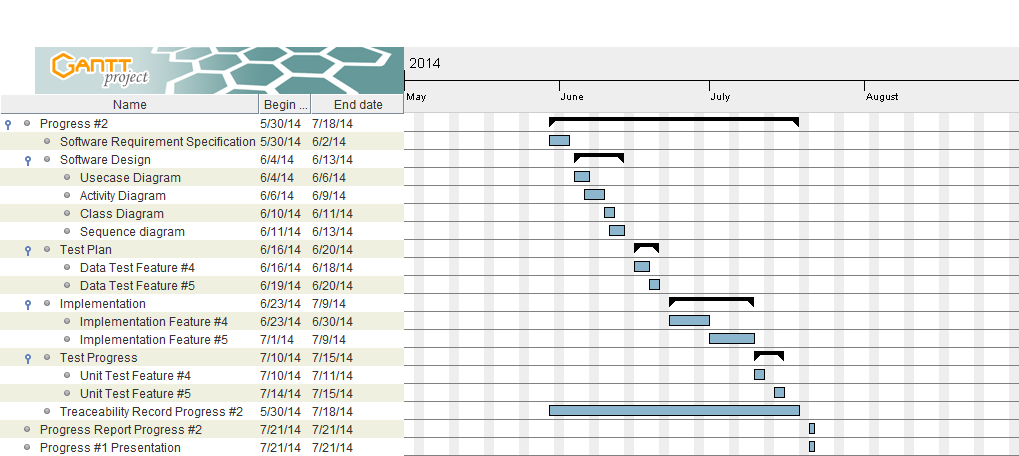 GANTT
project
2014
May June July August
Name Begin ... End date
Progress #2 5/30/14 7/18/14
Software Requirement Specification 5/30/14 6/2/14
Software Design 6/4/14 6/13/14
Usecase Diagram 6/4/14 6/6/14
Activity Diagram 6/6/14 6/9/14
Class Diagram 6/10/14 6/11/14
Sequence diagram 6/11/14 6/13/14
Test Plan 6/16/14 6/20/14
Data Test Feature #4 6/16/14 6/18/14
Data Test Feature #5 6/19/14 6/20/14
Implementation 6/23/14 7/9/14
Implementation Feature #4 6/23/14 6/30/14
Implementation Feature #5 7/1/14 7/9/14
Test Progress 7/10/14 7/15/14
Unit Test Feature #4 7/10/14 7/11/14
Unit Test Feature #5 7/14/14 7/15/14
Treaceability Record Progress #2 5/30/14 7/18/14
Progress Report Progress #2 7/21/14 7/21/14
Progress #1 Presentation 7/21/14 7/21/14